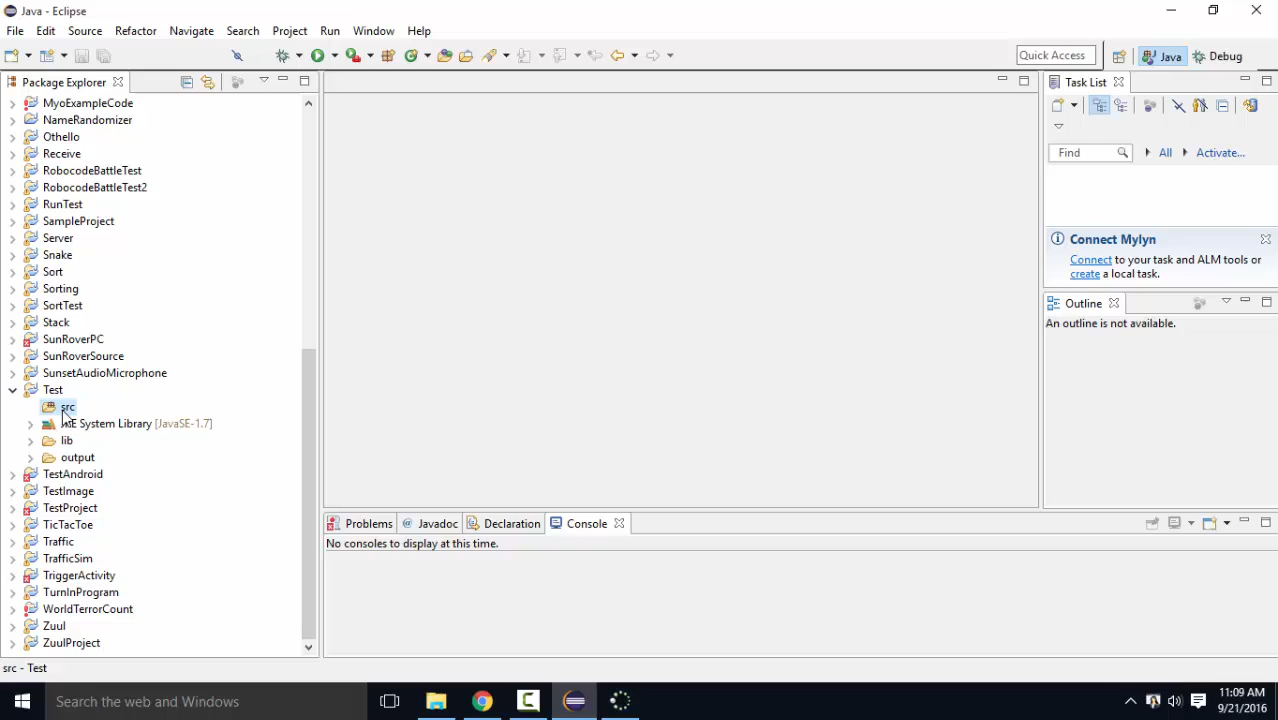 Java - Eclipse
File Edit Source Refactor Navigate Search Project Run Window Help
Quick Access
Java
Debug
Package Explorer
MyoExampleCode
NameRandomizer
Othello
Receive
RobocodeBattleTest
RobocodeBattleTest2
RunTest
SampleProject
Server
Snake
Sort
Sorting
SortTest
Stack
SunRoverPC
SunRoverSource
SunsetAudioMicrophone
Test
src
System Library [JavaSE-1.7]
lib
output
TestAndroid
TestImage
TestProject
TicTacToe
Traffic
TrafficSim
TriggerActivity
TurnInProgram
WorldTerrorCount
Zuul
ZuulProject
Task List
Find
All
Activate...
Connect Mylyn
Connect to your task and ALM tools or
create a local task.
Outline
An outline is not available.
Problems
@ Javadoc
Declaration
Console
No consoles to display at this time.
src - Test
Search the web and Windows
11:09 AM
9/21/2016